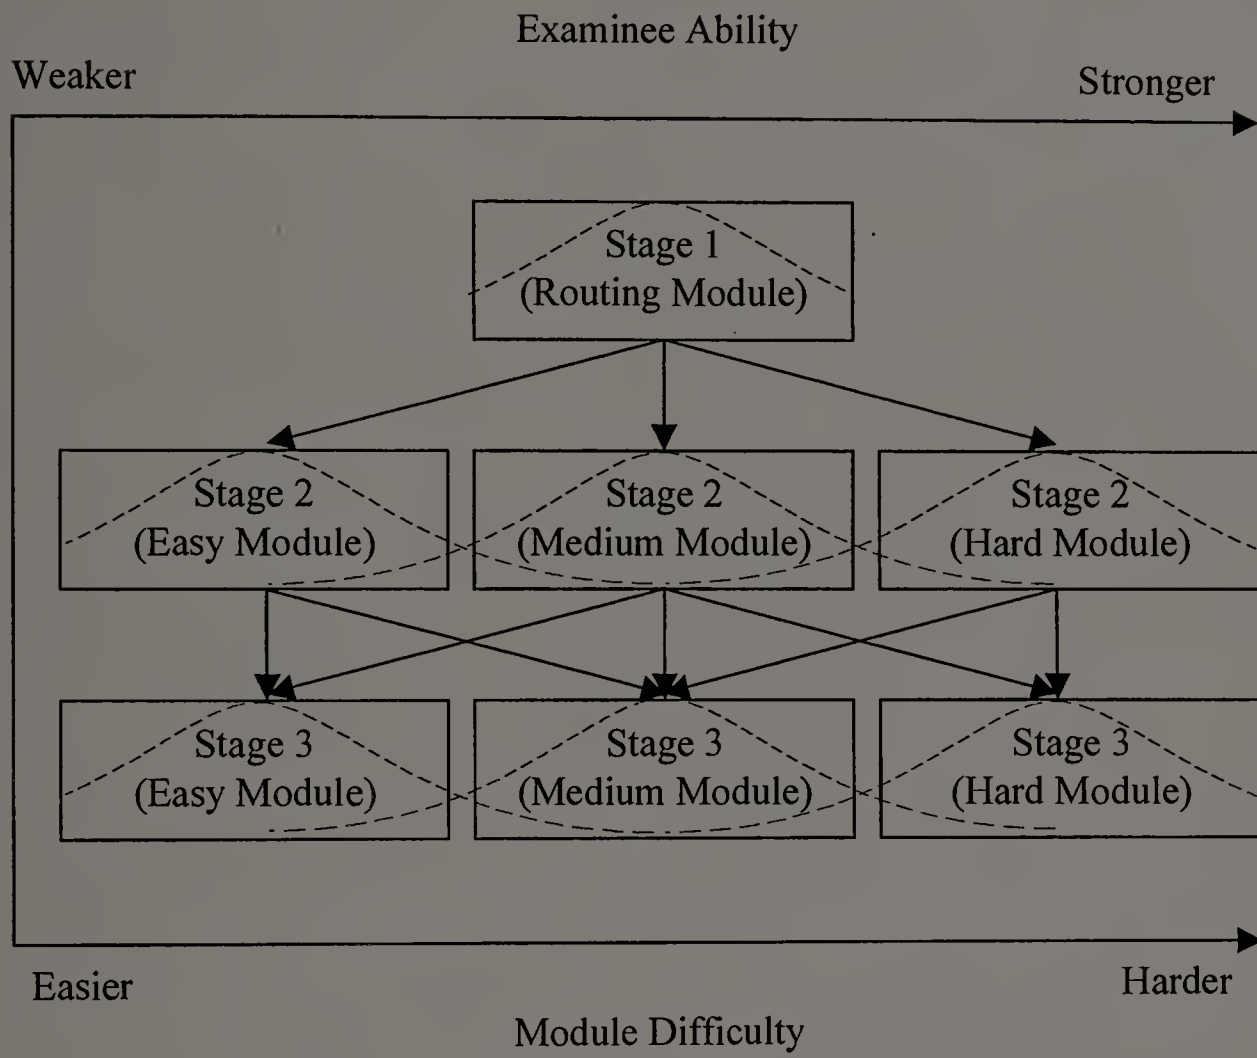 Examinee Ability
Weaker
Stronger
Stage 1
(Routing Module)
Stage 2
(Easy Module)
Stage 2
(Medium Module)
Stage 2
(Hard Module)
Stage 3
(Easy Module)
Stage 3
(Medium Module)
Stage 3
(Hard Module)
Easier
Harder
Module Difficulty